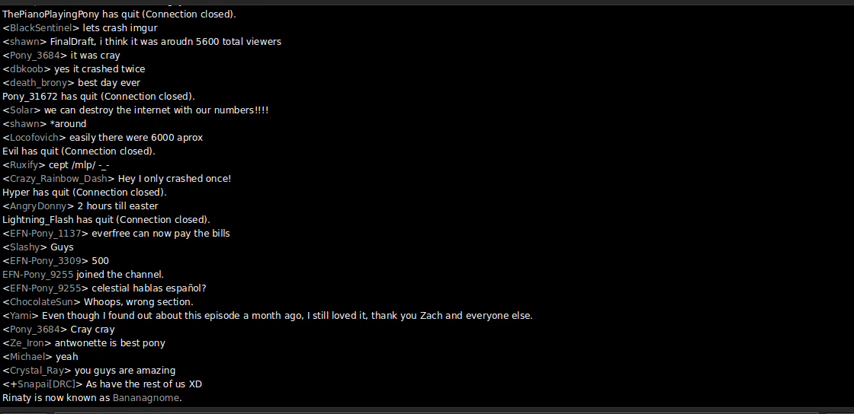 ThePianoPlayingPony has quit (Connection closed).
<BlackSentinel> lets crash imgur
<shawn> FinalDraft, i think it was aroudn 5600 total viewers
<Pony_3684> it was cray
<dbkoob> yes it crashed twice
<death_brony> best day ever
Pony_31672 has quit (Connection closed).
<Solar> we can destroy the internet with our numbers!!!!
<shawn> *around
<Locofovich> easily there were 6000 aprox
Evil has quit (Connection closed).
<Ruxify> cept /mlp/ -_-
<Crazy_Rainbow_Dash> Hey I only crashed once!
Hyper has quit (Connection closed).
<AngryDonny> 2 hours till easter
Lightning_Flash has quit (Connection closed).
<EFN-Pony_1137> everfree can now pay the bills
<Slashy> Guys
<EFN-Pony_3309> 500
EFN-Pony_9255 joined the channel.
<EFN-Pony_9255> celestial hablas español?
<ChocolateSun> Whoops, wrong section.
<Yami> Even though I found out about this episode a month ago, I still loved it, thank you Zach and everyone else.
<Pony_3684> Cray cray
<Ze_Iron> antwonette is best pony
<Michael> yeah
<Crystal_Ray> you guys are amazing
<+Snapai[DRC]> As have the rest of us XD
Rinaty is now known as Bananagnome.